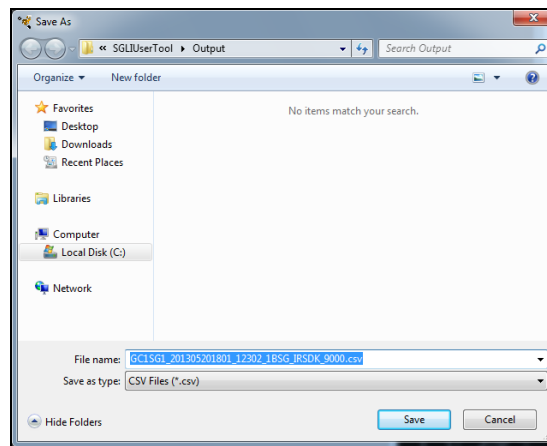 Save As
« SGLIUserTool ▸ Output
Search Output
Organize ▾ New folder
Favorites
Desktop
Downloads
Recent Places
Libraries
Computer
Local Disk (C:)
Network
No items match your search.
File name: GC1SG1_201305201801_12302_1BSG_IRSDK_9000.csv
Save as type: CSV Files (*.csv)
Hide Folders
Save
Cancel